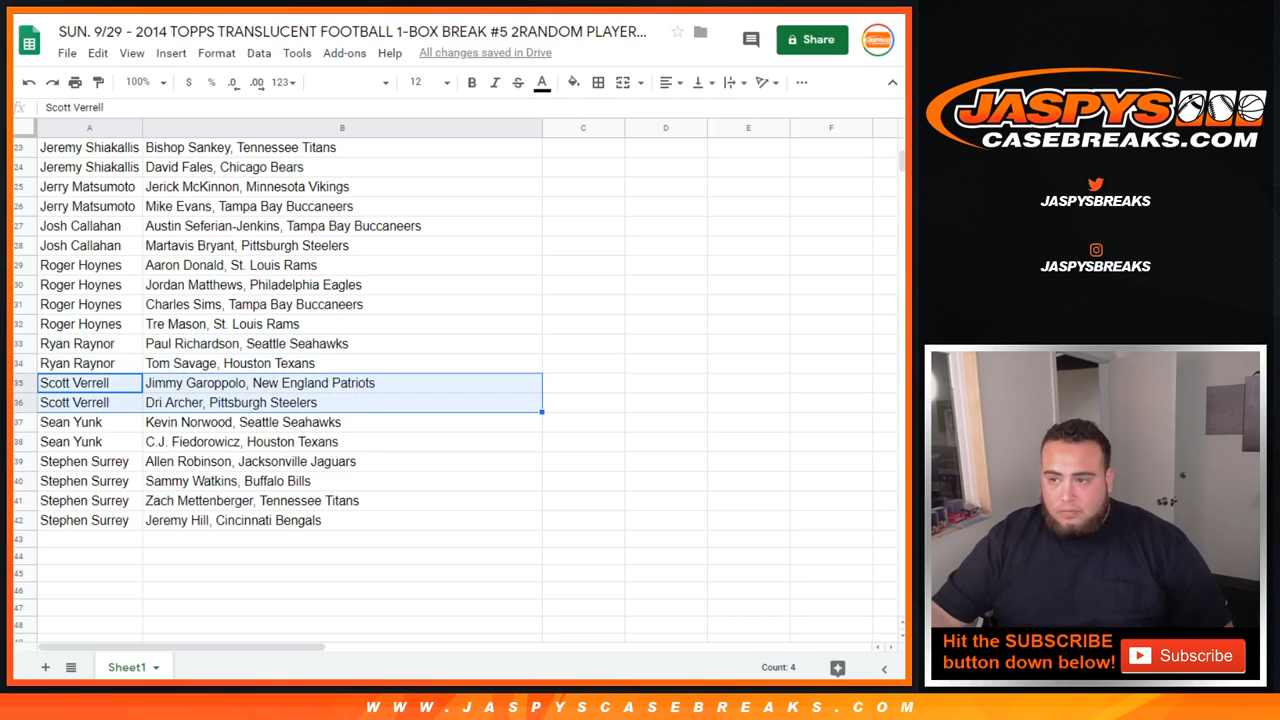 SUN. 9/29 - 2014 TOPPS TRANSLUCENT FOOTBALL 1-BOX BREAK #5 2RANDOM PLAYER...
Share
File Edit View Insert Format Data Tools Add-ons Help All changes saved in Drive
100% $ % .0 .00 123 12 B I S A
fx Scott Verrell
A B C D E F
23 Jeremy Shiakallis Bishop Sankey, Tennessee Titans
24 Jeremy Shiakallis David Fales, Chicago Bears
25 Jerry Matsumoto Jerick McKinnon, Minnesota Vikings
26 Jerry Matsumoto Mike Evans, Tampa Bay Buccaneers
27 Josh Callahan Austin Seferian-Jenkins, Tampa Bay Buccaneers
28 Josh Callahan Martavis Bryant, Pittsburgh Steelers
29 Roger Hoynes Aaron Donald, St. Louis Rams
30 Roger Hoynes Jordan Matthews, Philadelphia Eagles
31 Roger Hoynes Charles Sims, Tampa Bay Buccaneers
32 Roger Hoynes Tre Mason, St. Louis Rams
33 Ryan Raynor Paul Richardson, Seattle Seahawks
34 Ryan Raynor Tom Savage, Houston Texans
35 Scott Verrell Jimmy Garoppolo, New England Patriots
36 Scott Verrell Dri Archer, Pittsburgh Steelers
37 Sean Yunk Kevin Norwood, Seattle Seahawks
38 Sean Yunk C.J. Fiedorowicz, Houston Texans
39 Stephen Surrey Allen Robinson, Jacksonville Jaguars
40 Stephen Surrey Sammy Watkins, Buffalo Bills
41 Stephen Surrey Zach Mettenberger, Tennessee Titans
42 Stephen Surrey Jeremy Hill, Cincinnati Bengals
43
44
45
46
47
48
Sheet1
Count: 4
JASPYS
CASEBREAKS.COM
JASPYSBREAKS
JASPYSBREAKS
Hit the SUBSCRIBE
button down below!
Subscribe
WWW.JASPYSCASEBREAKS.COM